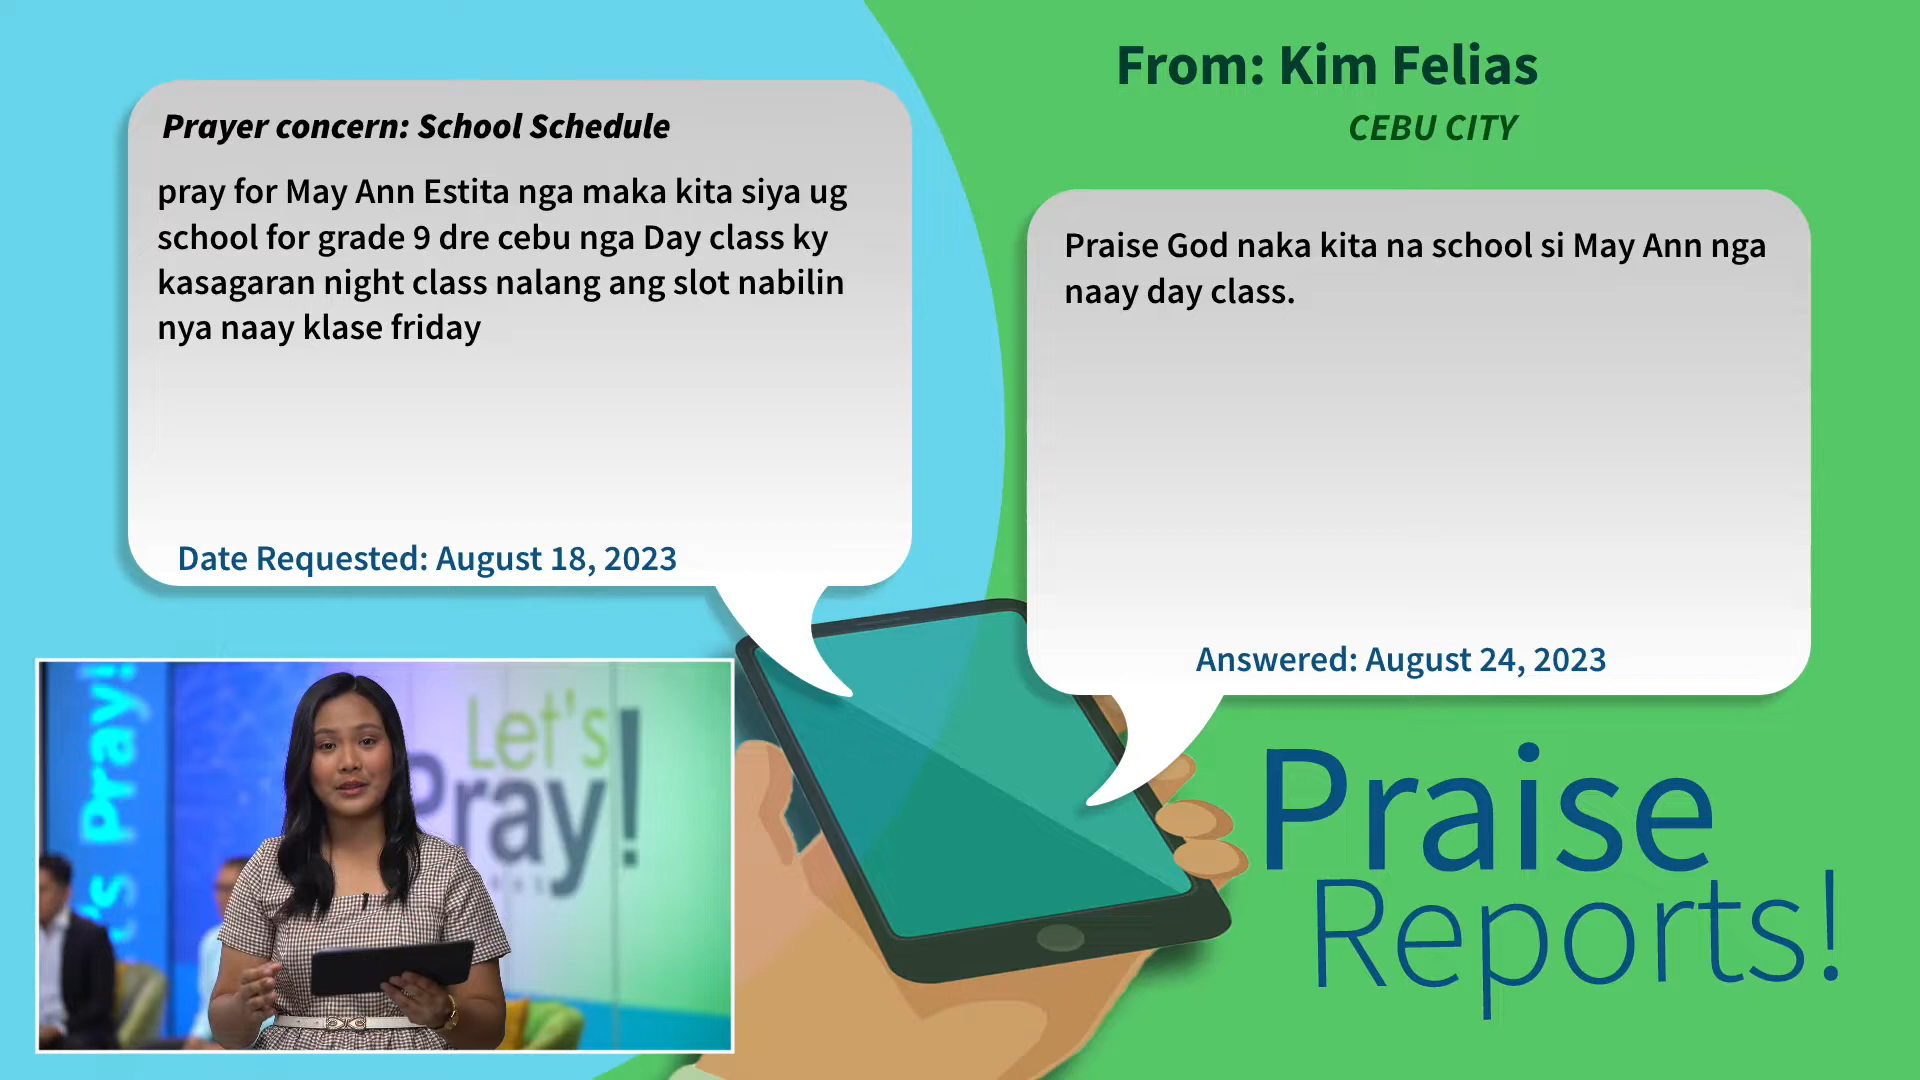 From: Kim Felias
CEBU CITY
Prayer concern: School Schedule
pray for May Ann Estita nga maka kita siya ug
school for grade 9 dre cebu nga Day class ky
kasagaran night class nalang ang slot nabilin
nya naay klase friday
Date Requested: August 18, 2023
Praise God naka kita na school si May Ann nga
naay day class.
Answered: August 24, 2023
Let's Pray!
Let's
Pray!
Praise
Reports!